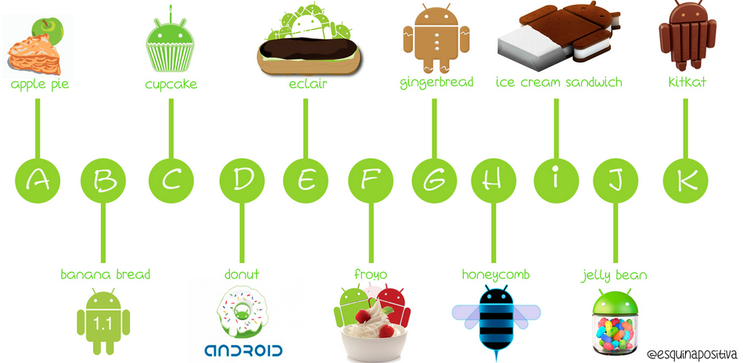 apple pie
cupcake
eclair
gingerbread
ice cream sandwich
kitkat
A
B
C
D
E
F
G
H
i
J
K
banana bread
donut
froyo
honeycomb
jelly bean
1.1
ANDROID
@esquinapositiva